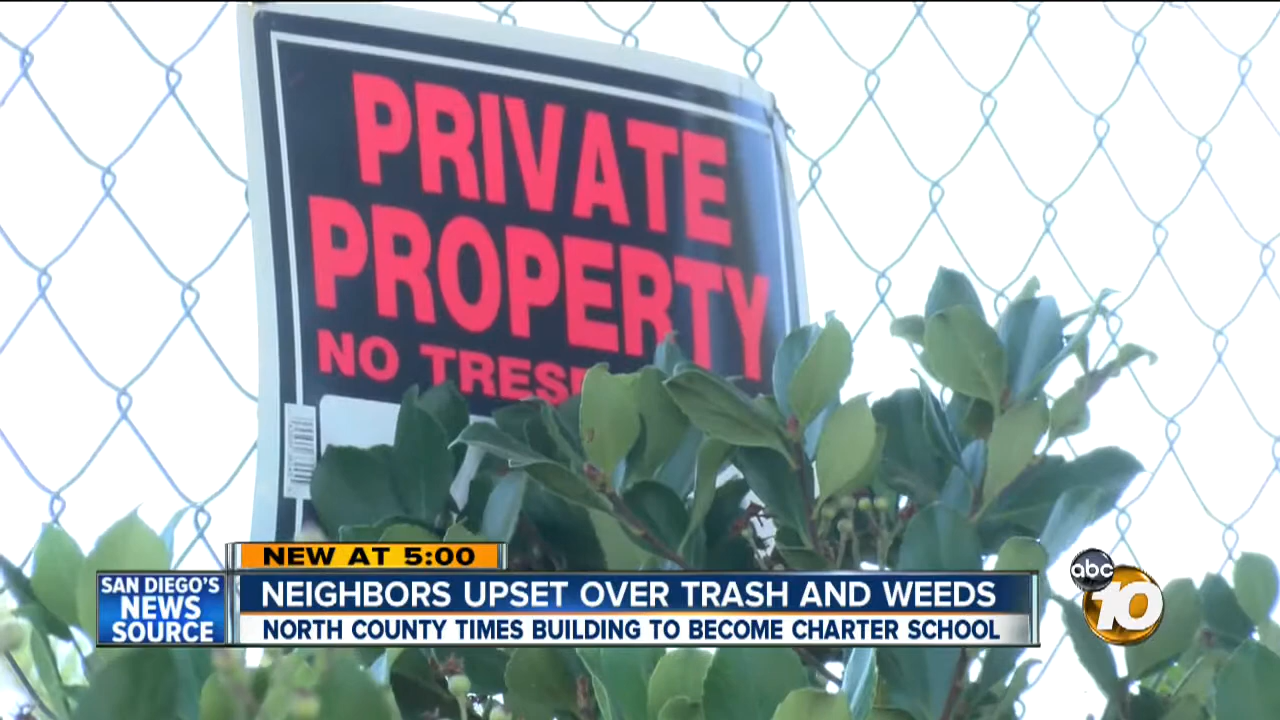 PRIVATE
PROPERTY
NO TRES
NEW AT 5:00
SAN DIEGO'S
NEWS
SOURCE
NEIGHBORS UPSET OVER TRASH AND WEEDS
NORTH COUNTY TIMES BUILDING TO BECOME CHARTER SCHOOL
abc
10